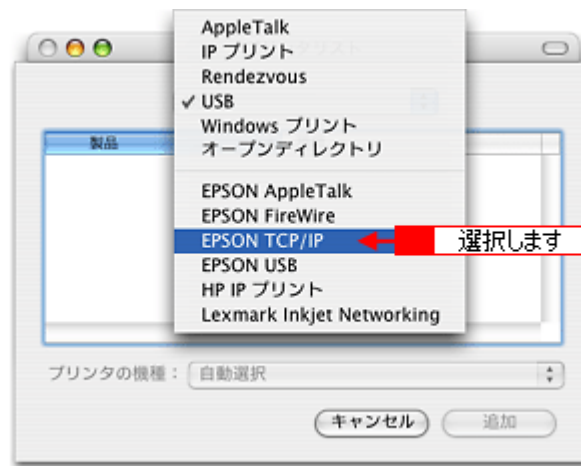 AppleTalk
IP プリント
Rendezvous
✓ USB
Windows プリント
オープンディレクトリ
製品
EPSON AppleTalk
EPSON FireWire
EPSON TCP/IP
選択します
EPSON USB
HP IP プリント
Lexmark Inkjet Networking
プリンタの機種：
自動選択
キャンセル
追加